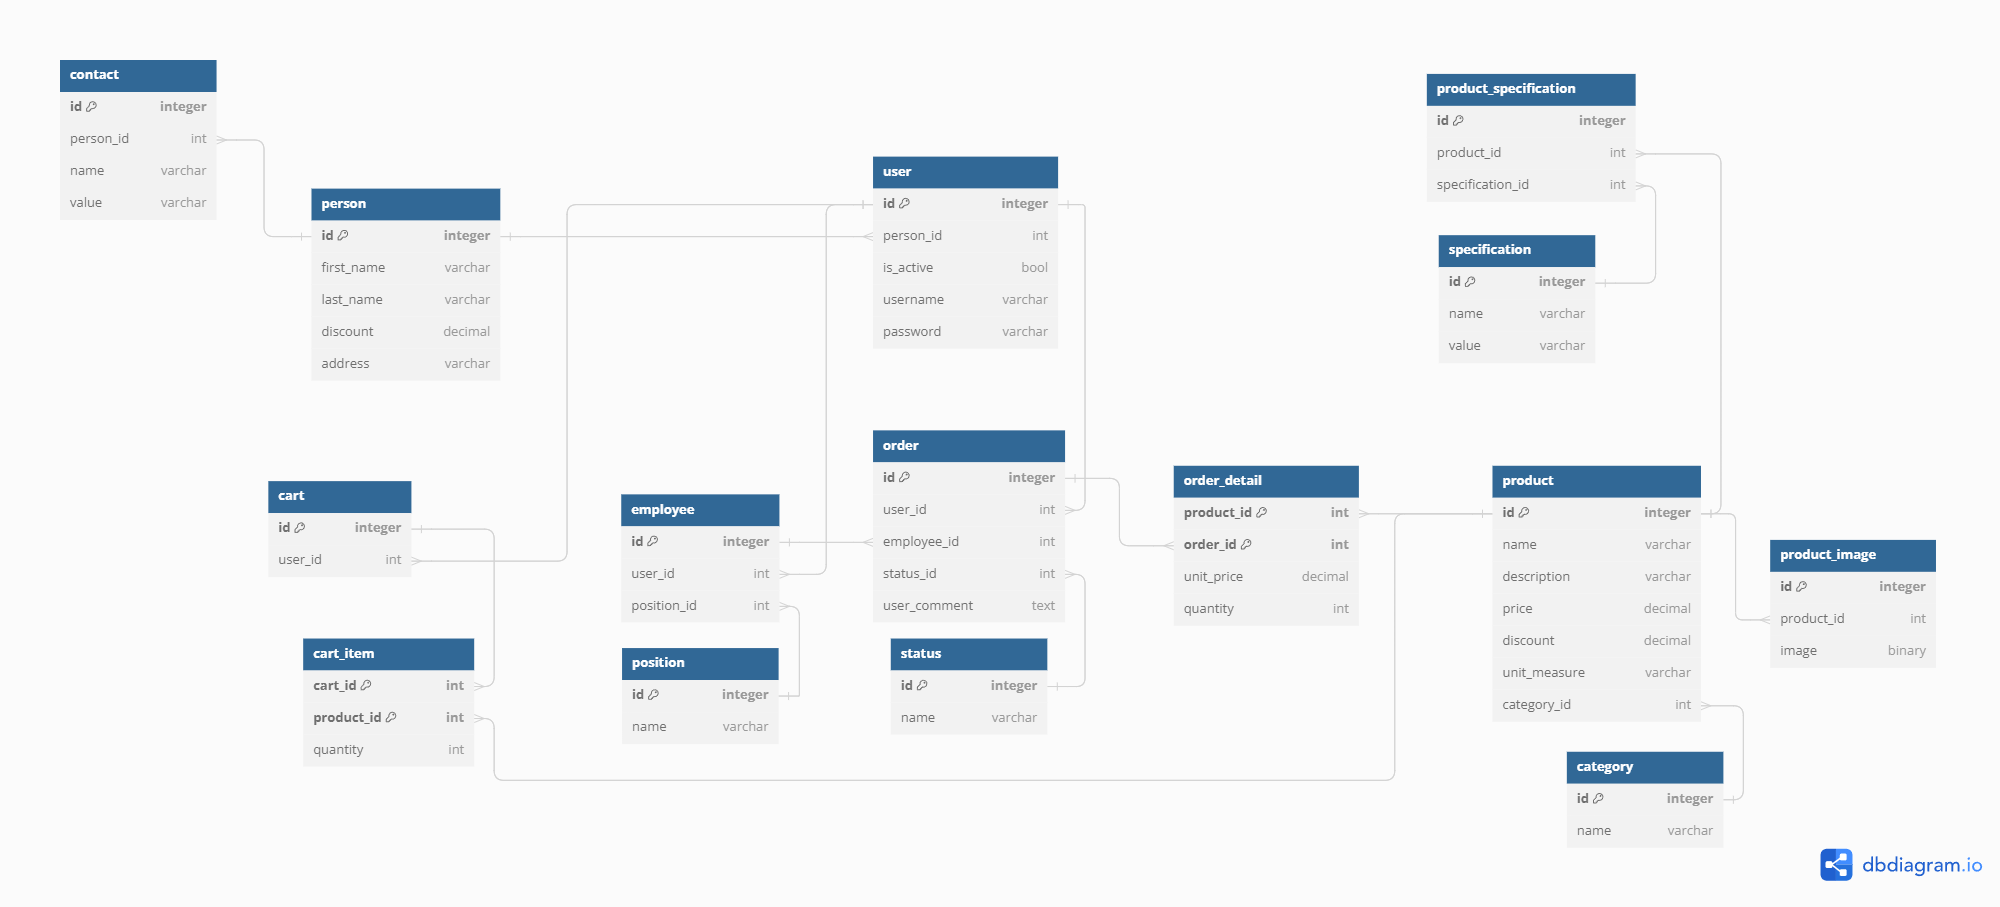 contact
id integer
person_id int
name varchar
value varchar
person
id integer
first_name varchar
last_name varchar
discount decimal
address varchar
user
id integer
person_id int
is_active bool
username varchar
password varchar
product_specification
id integer
product_id int
specification_id int
specification
id integer
name varchar
value varchar
cart
id integer
user_id int
cart_item
cart_id int
product_id int
quantity int
employee
id integer
user_id int
position_id int
position
id integer
name varchar
order
id integer
user_id int
employee_id int
status_id int
user_comment text
status
id integer
name varchar
order_detail
product_id int
order_id int
unit_price decimal
quantity int
product
id integer
name varchar
description varchar
price decimal
discount decimal
unit_measure varchar
category_id int
product_image
id integer
product_id int
image binary
category
id integer
name varchar
dbdiagram.io